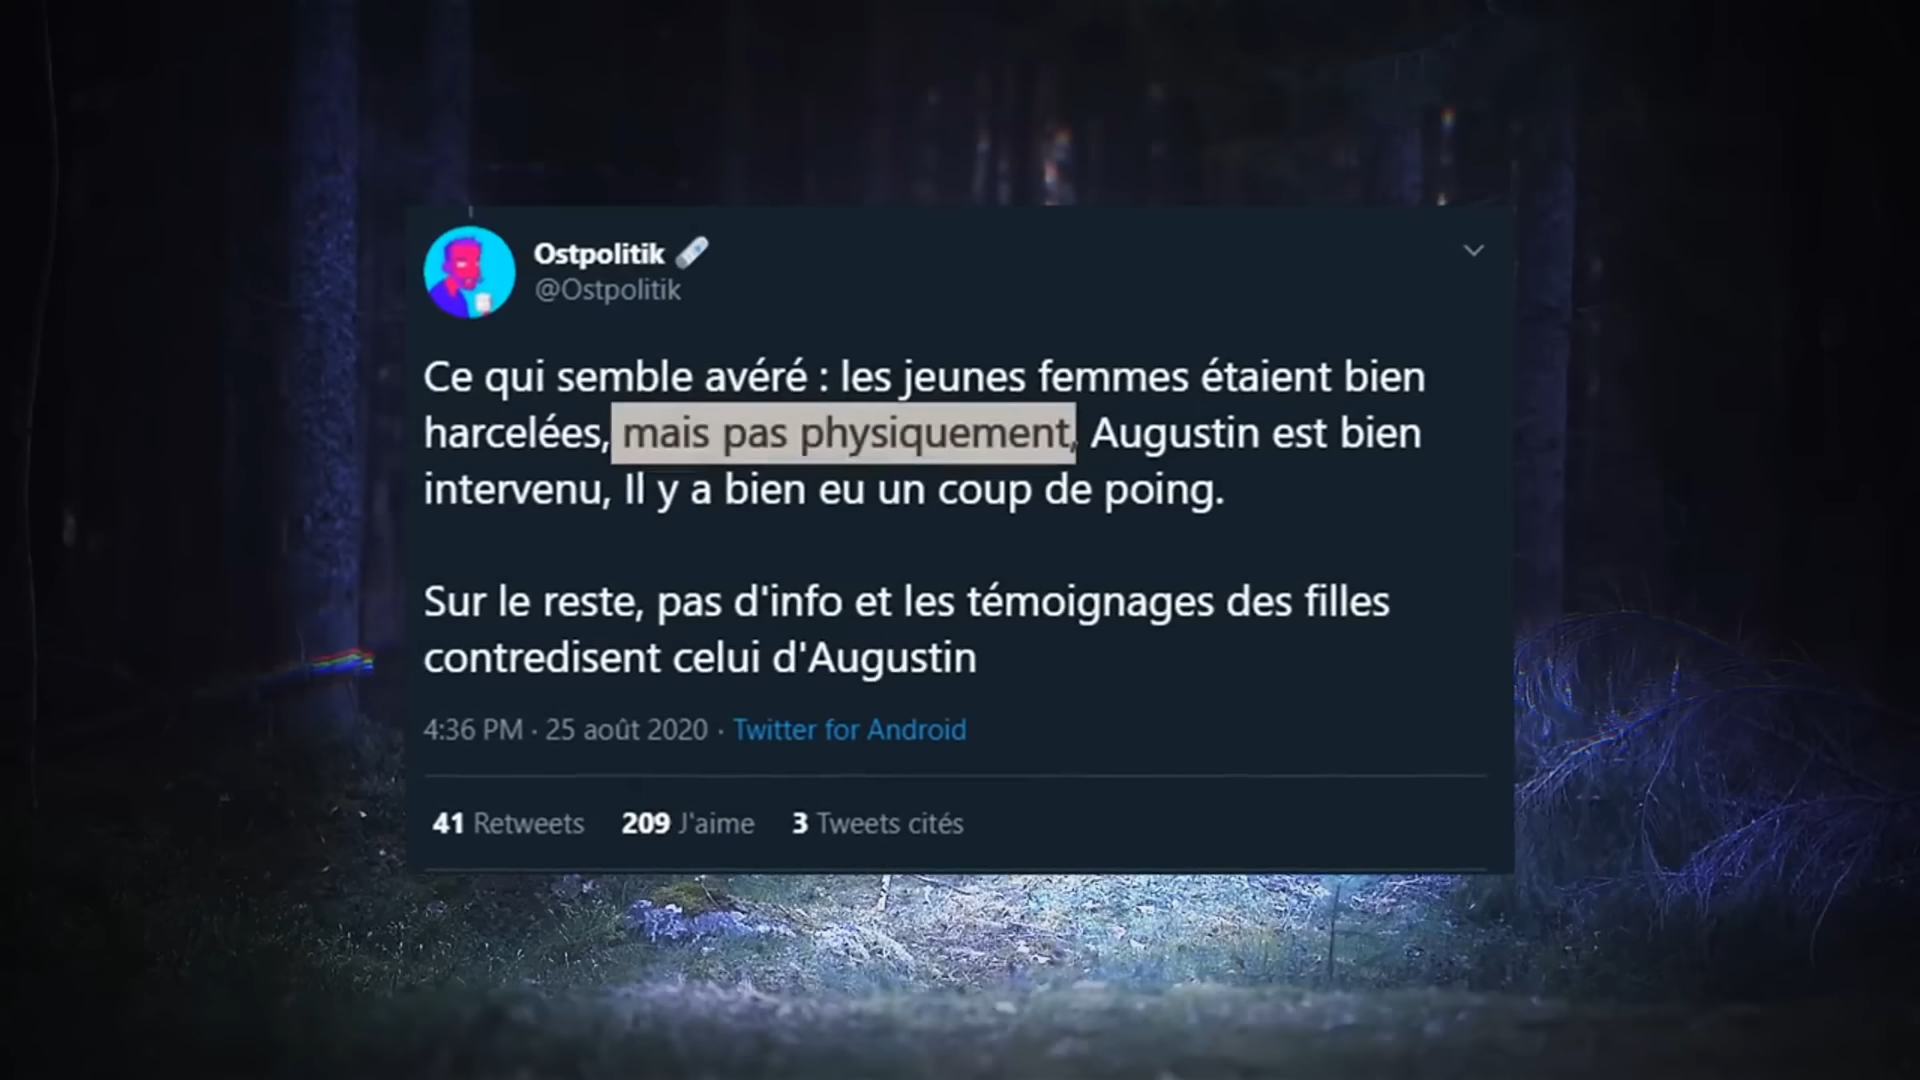 Ostpolitik
@Ostpolitik
Ce qui semble avéré : les jeunes femmes étaient bien
harcelées, mais pas physiquement, Augustin est bien
intervenu, Il y a bien eu un coup de poing.
Sur le reste, pas d'info et les témoignages des filles
contredisent celui d'Augustin
4:36 PM · 25 août 2020 · Twitter for Android
41 Retweets 209 J'aime 3 Tweets cités